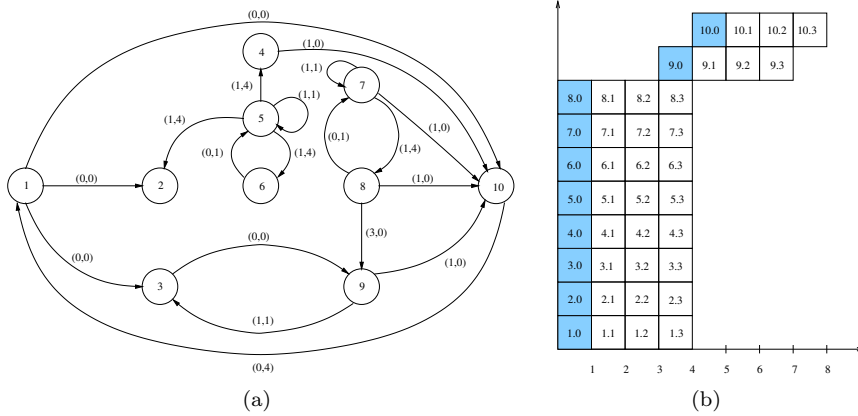 (0,0)
4
(1,0)
(1,1)
7
(1,4)
(1,1)
5
(1,4)
(1,0)
(0,1)
(1,4)
(0,1)
(1,4)
1
(0,0)
2
6
8
(1,0)
10
(0,0)
(0,0)
(3,0)
(1,0)
3
9
(1,1)
(0,4)
(a)
10.0 10.1 10.2 10.3
9.0 9.1 9.2 9.3
8.0 8.1 8.2 8.3
7.0 7.1 7.2 7.3
6.0 6.1 6.2 6.3
5.0 5.1 5.2 5.3
4.0 4.1 4.2 4.3
3.0 3.1 3.2 3.3
2.0 2.1 2.2 2.3
1.0 1.1 1.2 1.3
1 2 3 4 5 6 7 8
(b)